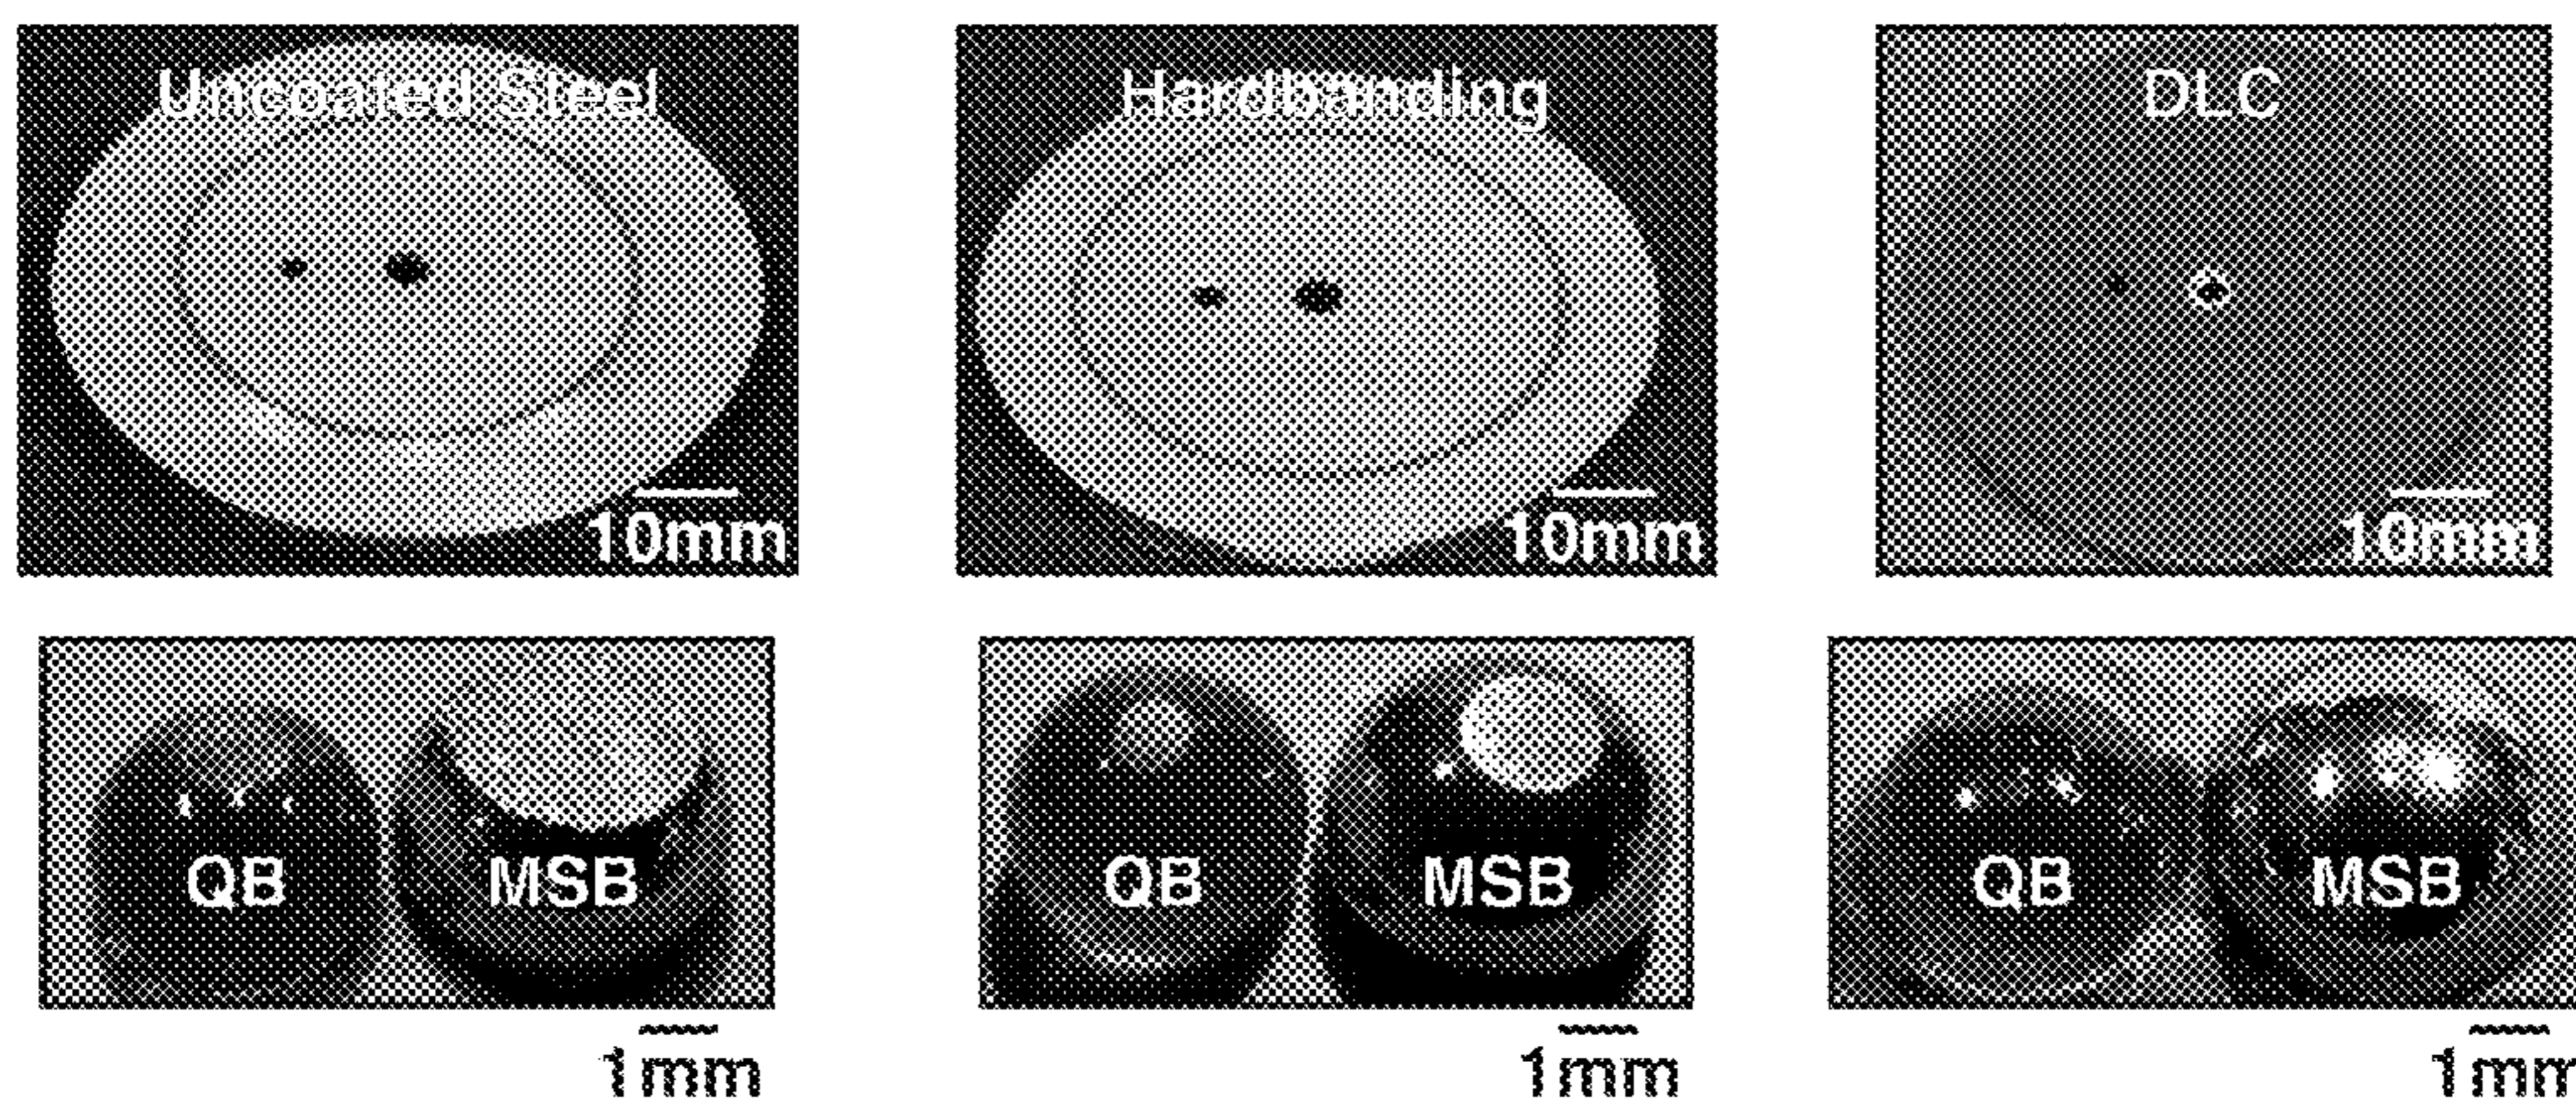 Uncoated Steel
Hardbanding
DLC
10mm
10mm
10mm
QB
MSB
QB
MSB
QB
MSB
1mm
1mm
1mm